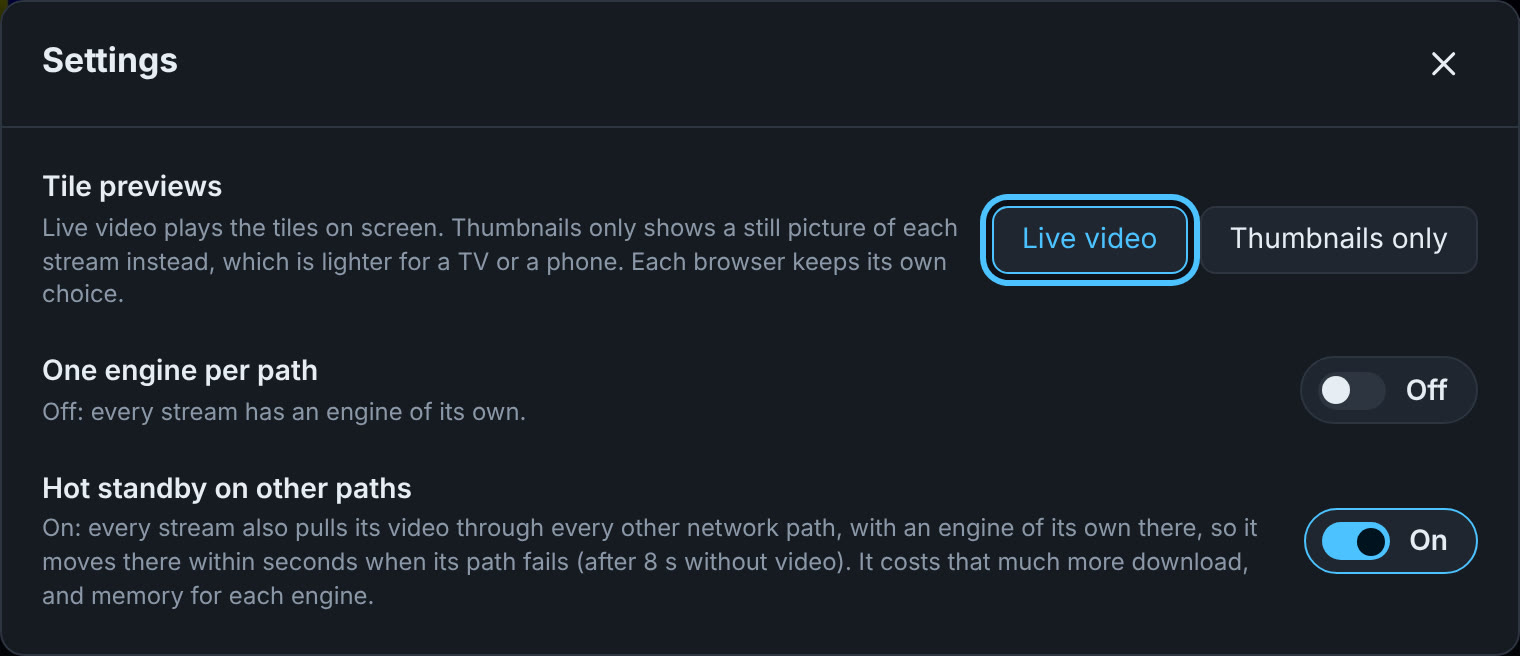 Settings
Tile previews
Live video plays the tiles on screen. Thumbnails only shows a still picture of each
stream instead, which is lighter for a TV or a phone. Each browser keeps its own
choice.
Live video
Thumbnails only
One engine per path
Off: every stream has an engine of its own.
Off
Hot standby on other paths
On: every stream also pulls its video through every other network path, with an engine of its own there, so it
moves there within seconds when its path fails (after 8 s without video). It costs that much more download,
and memory for each engine.
On